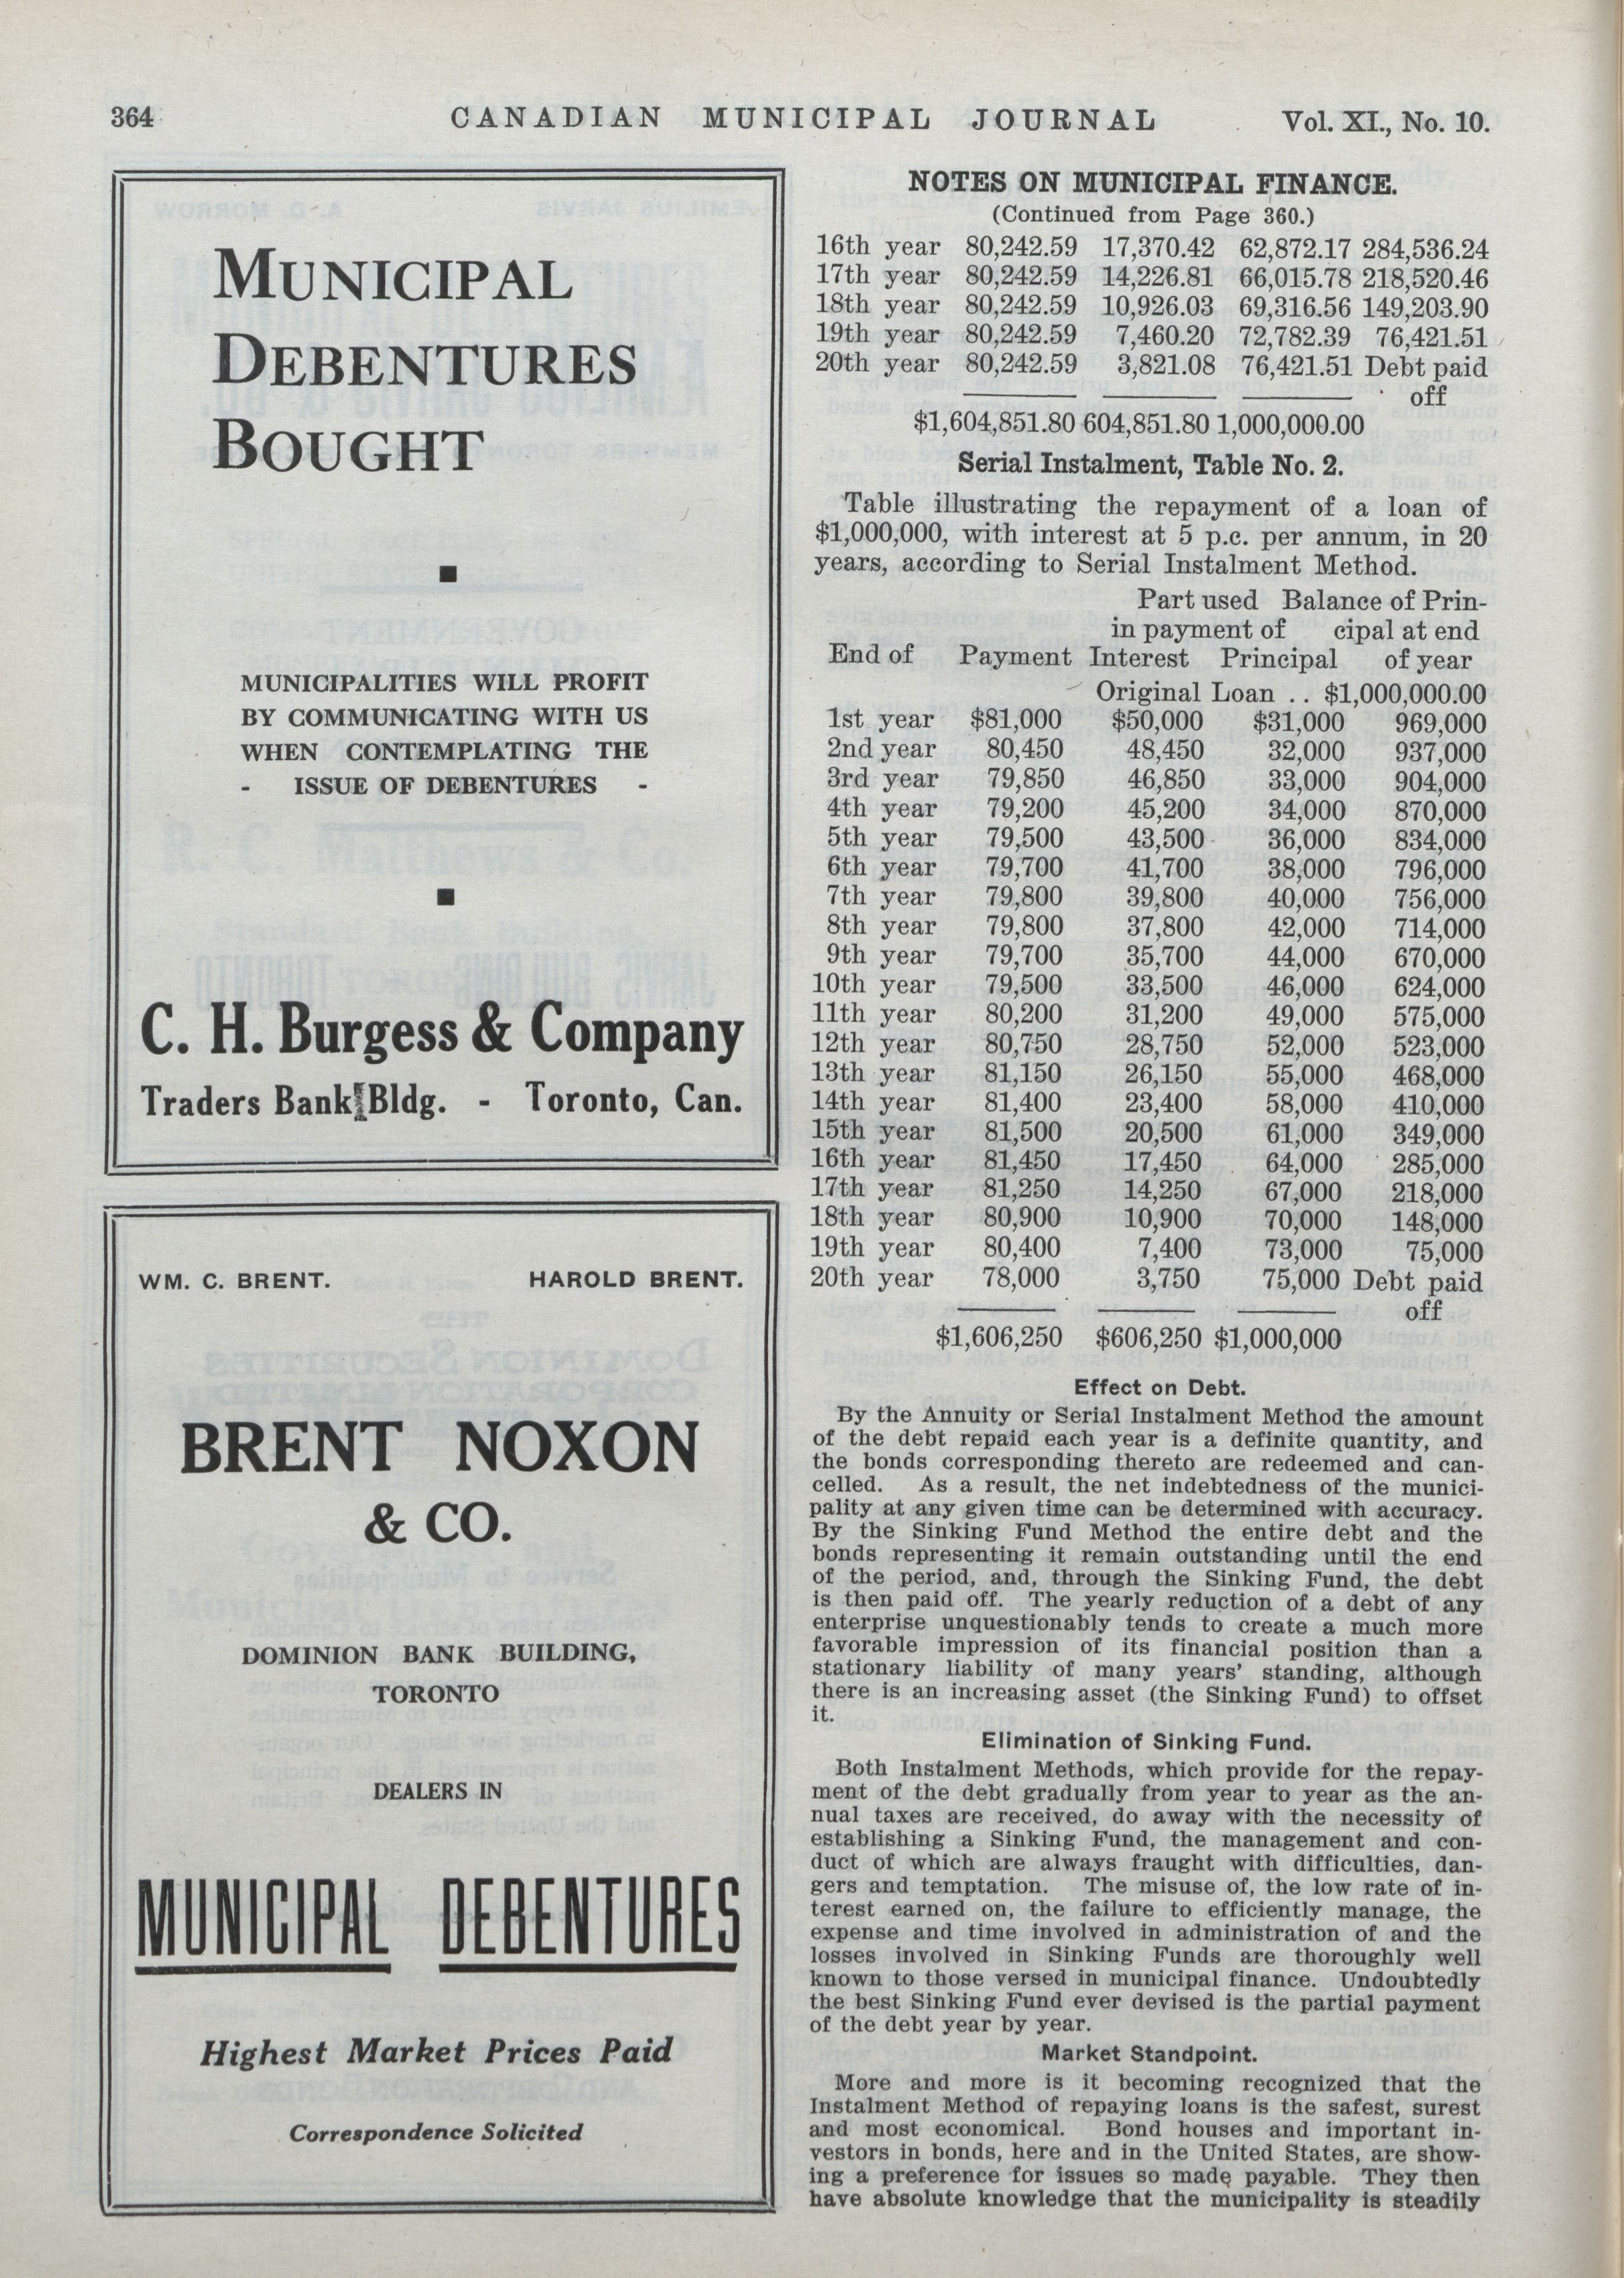 364 CANADIAN MUNICIPAL JOURNAL Vol. XI., No. 10.
MUNICIPAL
DEBENTURES
BOUGHT
MUNICIPALITIES WILL PROFIT
BY COMMUNICATING WITH US
WHEN CONTEMPLATING THE
- ISSUE OF DEBENTURES -
C. H. Burgess & Company
Traders Bank Bldg. - Toronto, Can.
WM. C. BRENT. HAROLD BRENT.
BRENT NOXON
& CO.
DOMINION BANK BUILDING,
TORONTO
DEALERS IN
MUNICIPAL DEBENTURES
Highest Market Prices Paid
Correspondence Solicited
NOTES ON MUNICIPAL FINANCE.
(Continued from Page 360.)
16th year 80,242.59 17,370.42 62,872.17 284,536.24
17th year 80,242.59 14,226.81 66,015.78 218,520.46
18th year 80,242.59 10,926.03 69,316.56 149,203.90
19th year 80,242.59 7,460.20 72,782.39 76,421.51
20th year 80,242.59 3,821.08 76,421.51 Debt paid
off
$1,604,851.80 604,851.80 1,000,000.00
Serial Instalment, Table No. 2.
Table illustrating the repayment of a loan of
$1,000,000, with interest at 5 p.c. per annum, in 20
years, according to Serial Instalment Method.
Part used Balance of Prin-
in payment of cipal at end
End of Payment Interest Principal of year
Original Loan .. $1,000,000.00
1st year $81,000 $50,000 $31,000 969,000
2nd year 80,450 48,450 32,000 937,000
3rd year 79,850 46,850 33,000 904,000
4th year 79,200 45,200 34,000 870,000
5th year 79,500 43,500 36,000 834,000
6th year 79,700 41,700 38,000 796,000
7th year 79,800 39,800 40,000 756,000
8th year 79,800 37,800 42,000 714,000
9th year 79,700 35,700 44,000 670,000
10th year 79,500 33,500 46,000 624,000
11th year 80,200 31,200 49,000 575,000
12th year 80,750 28,750 52,000 523,000
13th year 81,150 26,150 55,000 468,000
14th year 81,400 23,400 58,000 410,000
15th year 81,500 20,500 61,000 349,000
16th year 81,450 17,450 64,000 285,000
17th year 81,250 14,250 67,000 218,000
18th year 80,900 10,900 70,000 148,000
19th year 80,400 7,400 73,000 75,000
20th year 78,000 3,750 75,000 Debt paid
off
$1,606,250 $606,250 $1,000,000
Effect on Debt.
By the Annuity or Serial Instalment Method the amount
of the debt repaid each year is a definite quantity, and
the bonds corresponding thereto are redeemed and can-
celled. As a result, the net indebtedness of the munici-
pality at any given time can be determined with accuracy.
By the Sinking Fund Method the entire debt and the
bonds representing it remain outstanding until the end
of the period, and, through the Sinking Fund, the debt
is then paid off. The yearly reduction of a debt of any
enterprise unquestionably tends to create a much more
favorable impression of its financial position than a
stationary liability of many years' standing, although
there is an increasing asset (the Sinking Fund) to offset
it.
Elimination of Sinking Fund.
Both Instalment Methods, which provide for the repay-
ment of the debt gradually from year to year as the an-
nual taxes are received, do away with the necessity of
establishing a Sinking Fund, the management and con-
duct of which are always fraught with difficulties, dan-
gers and temptation. The misuse of, the low rate of in-
terest earned on, the failure to efficiently manage, the
expense and time involved in administration of and the
losses involved in Sinking Funds are thoroughly well
known to those versed in municipal finance. Undoubtedly
the best Sinking Fund ever devised is the partial payment
of the debt year by year.
Market Standpoint.
More and more is it becoming recognized that the
Instalment Method of repaying loans is the safest, surest
and most economical. Bond houses and important in-
vestors in bonds, here and in the United States, are show-
ing a preference for issues so made payable. They then
have absolute knowledge that the municipality is steadily